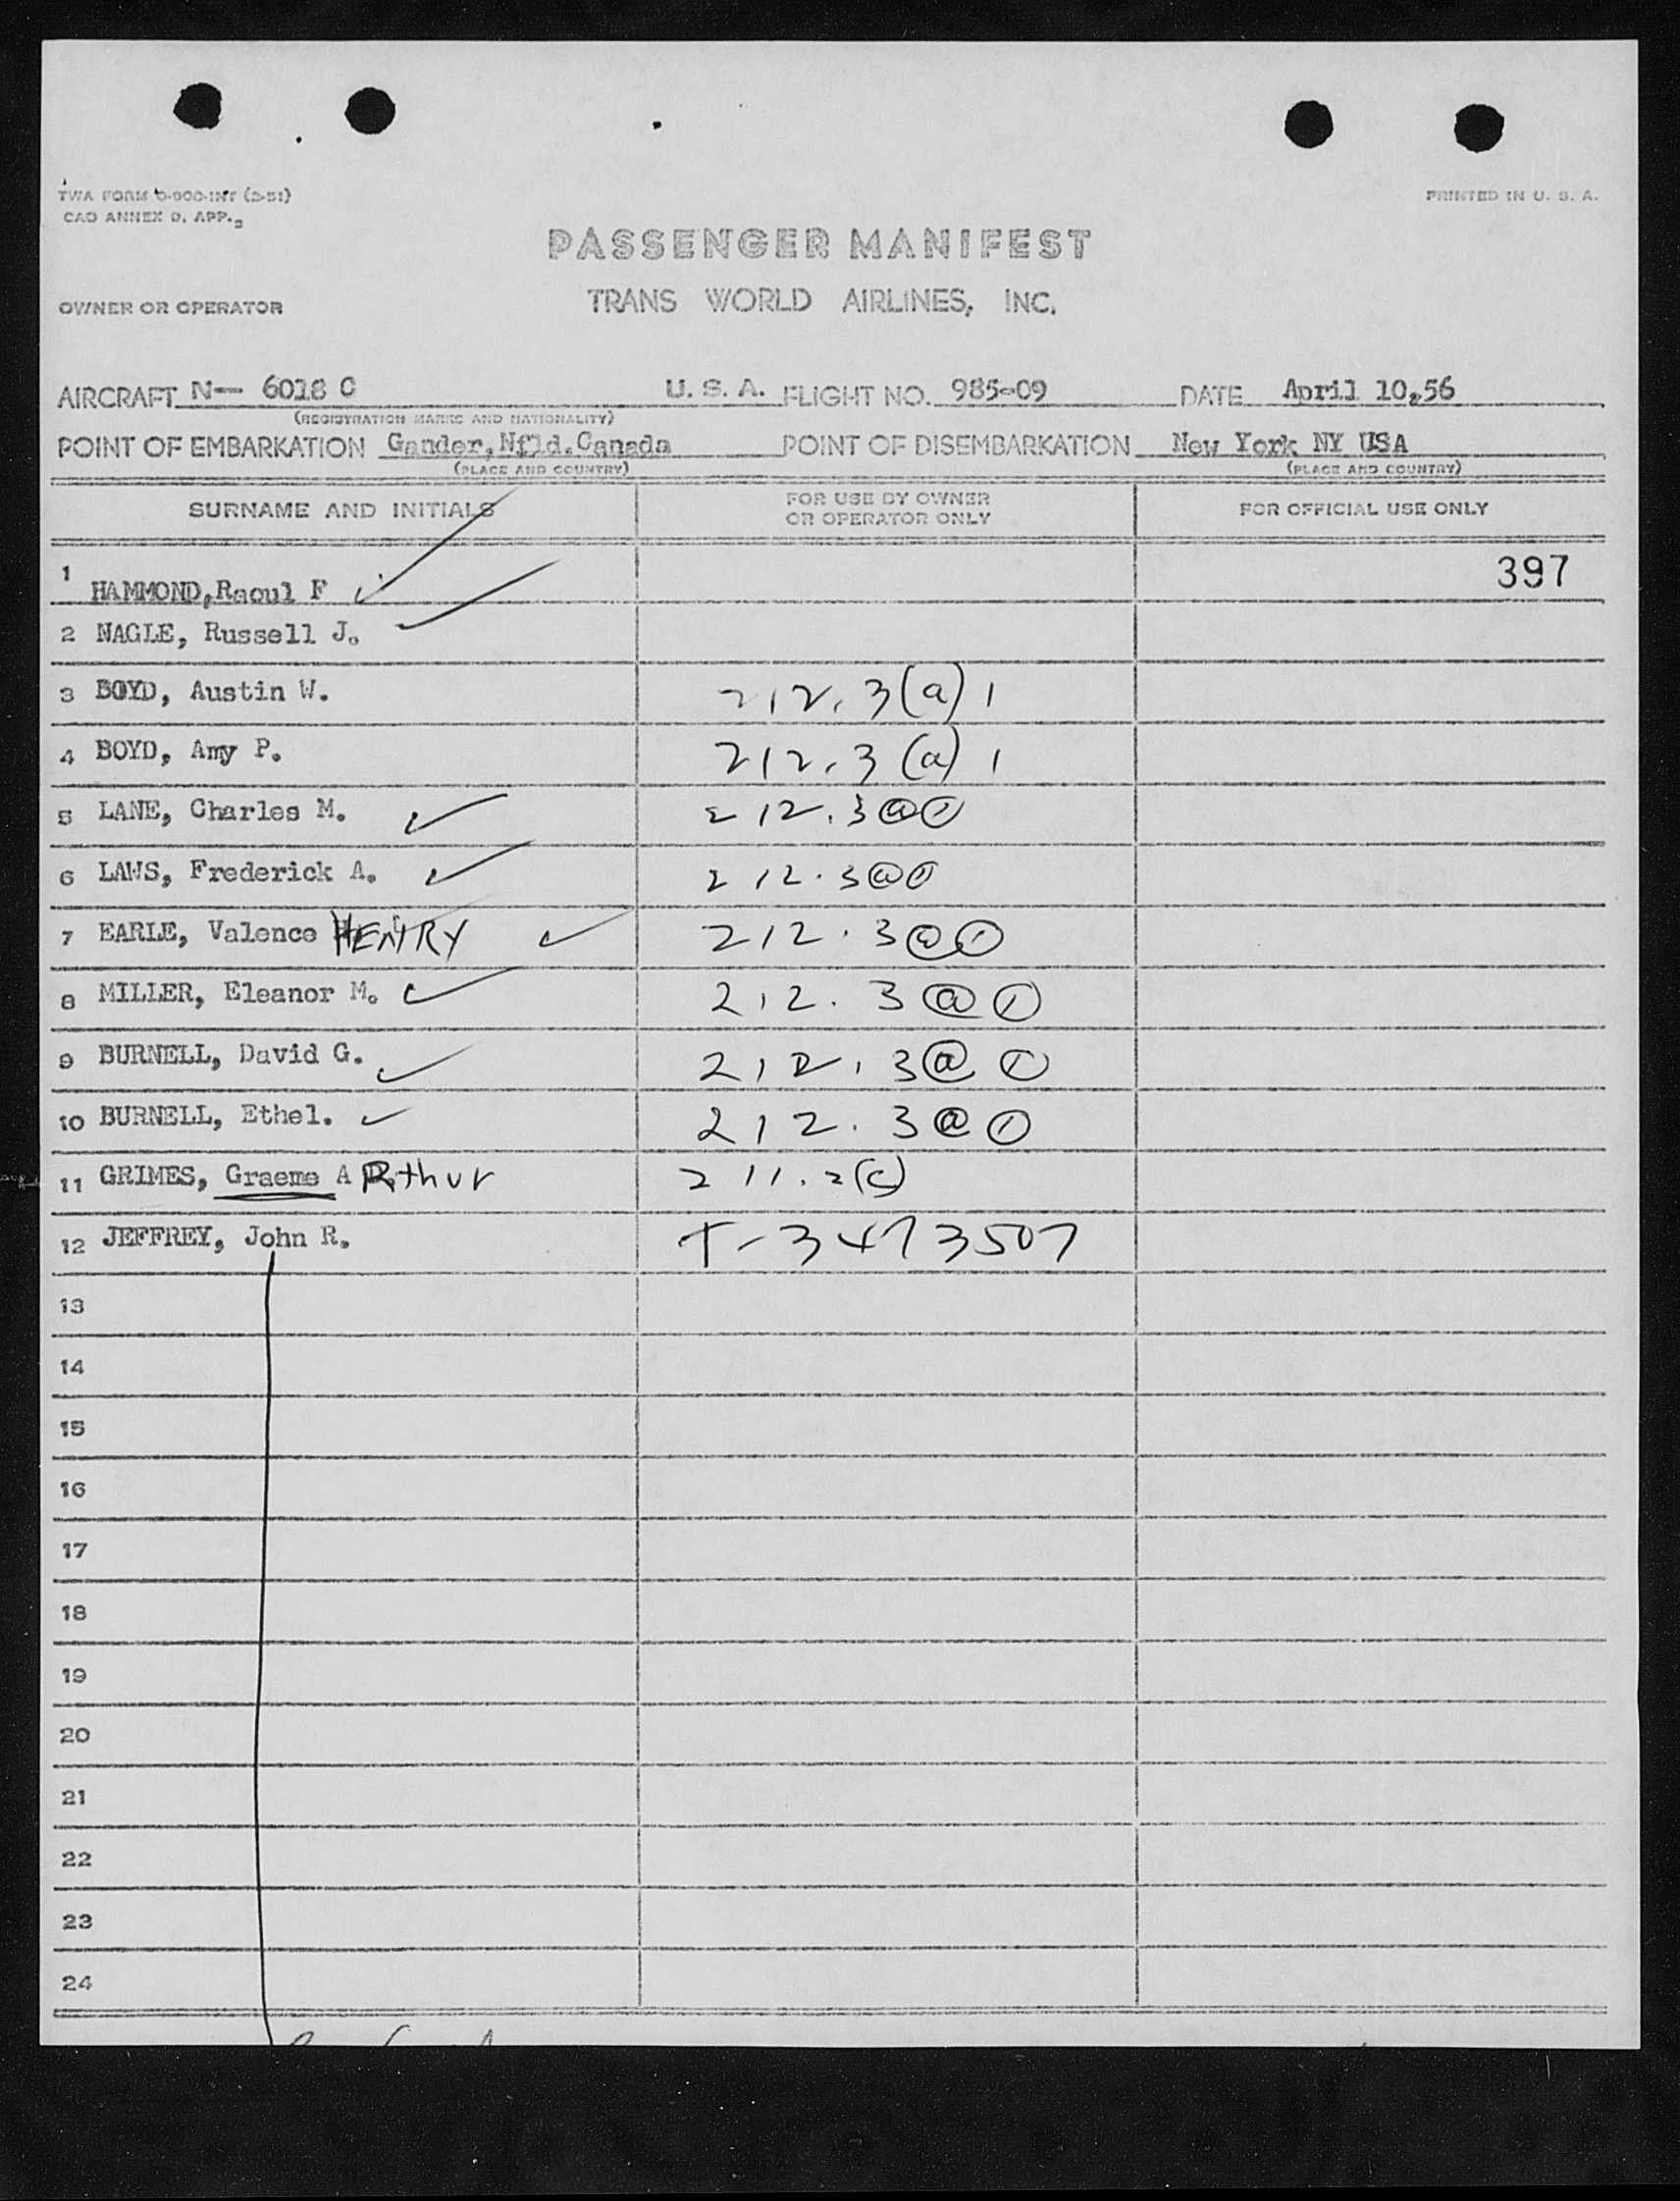 TWA FORM O-900-INT (2-51)
PRINTED IN U. S. A.
CAO ANNEX 9, APP.
PASSENGER MANIFEST
OWNER OR OPERATOR TRANS WORLD AIRLINES, INC.
AIRCRAFT N— 6018 C U. S. A. FLIGHT NO. 985-09 DATE April 10,56
(REGISTRATION MARKS AND NATIONALITY)
POINT OF EMBARKATION Gander, Nfld.Canada POINT OF DISEMBARKATION New York NY USA
(PLACE AND COUNTRY) (PLACE AND COUNTRY)
SURNAME AND INITIALS FOR USE BY OWNER OR OPERATOR ONLY FOR OFFICIAL USE ONLY
1 HAMMOND,Raoul F 397
2 NAGLE, Russell J.
3 BOYD, Austin W. 212.3(a)1
4 BOYD, Amy P. 212.3(a)1
5 LANE, Charles M. 212.3(a)(1)
6 LAWS, Frederick A. 212.3(a)(1)
7 EARLE, Valence HENRY 212.3(a)(1)
8 MILLER, Eleanor M. 212.3(a)(1)
9 BURNELL, David G. 212.3(a)(1)
10 BURNELL, Ethel. 212.3(a)(1)
11 GRIMES, Graeme A Rthur 211.2(c)
12 JEFFREY, John R. T-3473507
13
14
15
16
17
18
19
20
21
22
23
24